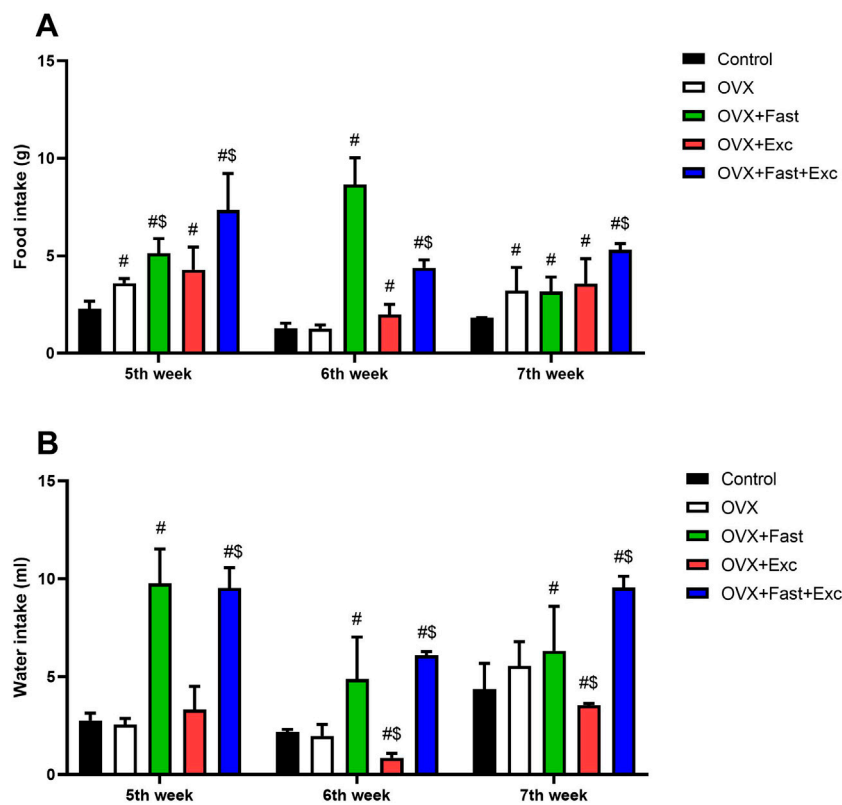 A
15
10
5
0
Food intake (g)
#
#$
#
#$
#
#
#$
#
#
#
#$
5th week
6th week
7th week
Control
OVX
OVX+Fast
OVX+Exc
OVX+Fast+Exc
B
15
10
5
0
Water intake (ml)
#
#$
#
#$
#$
#
#$
#$
5th week
6th week
7th week
Control
OVX
OVX+Fast
OVX+Exc
OVX+Fast+Exc